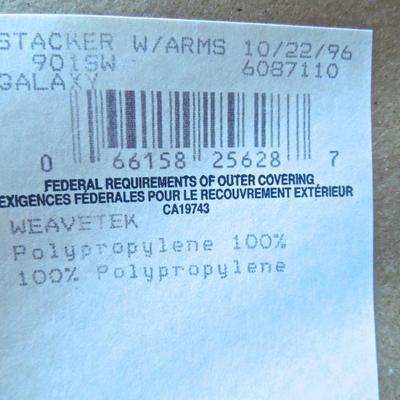 STACKER W/ARMS 10/22/96
901SW 6087110
GALAXY
0 66158 25628 7
FEDERAL REQUIREMENTS OF OUTER COVERING
EXIGENCES FÉDERALES POUR LE RECOUVREMENT EXTÉRIEUR
CA19743
WEAVETEK
Polypropylene 100%
100% Polypropylene